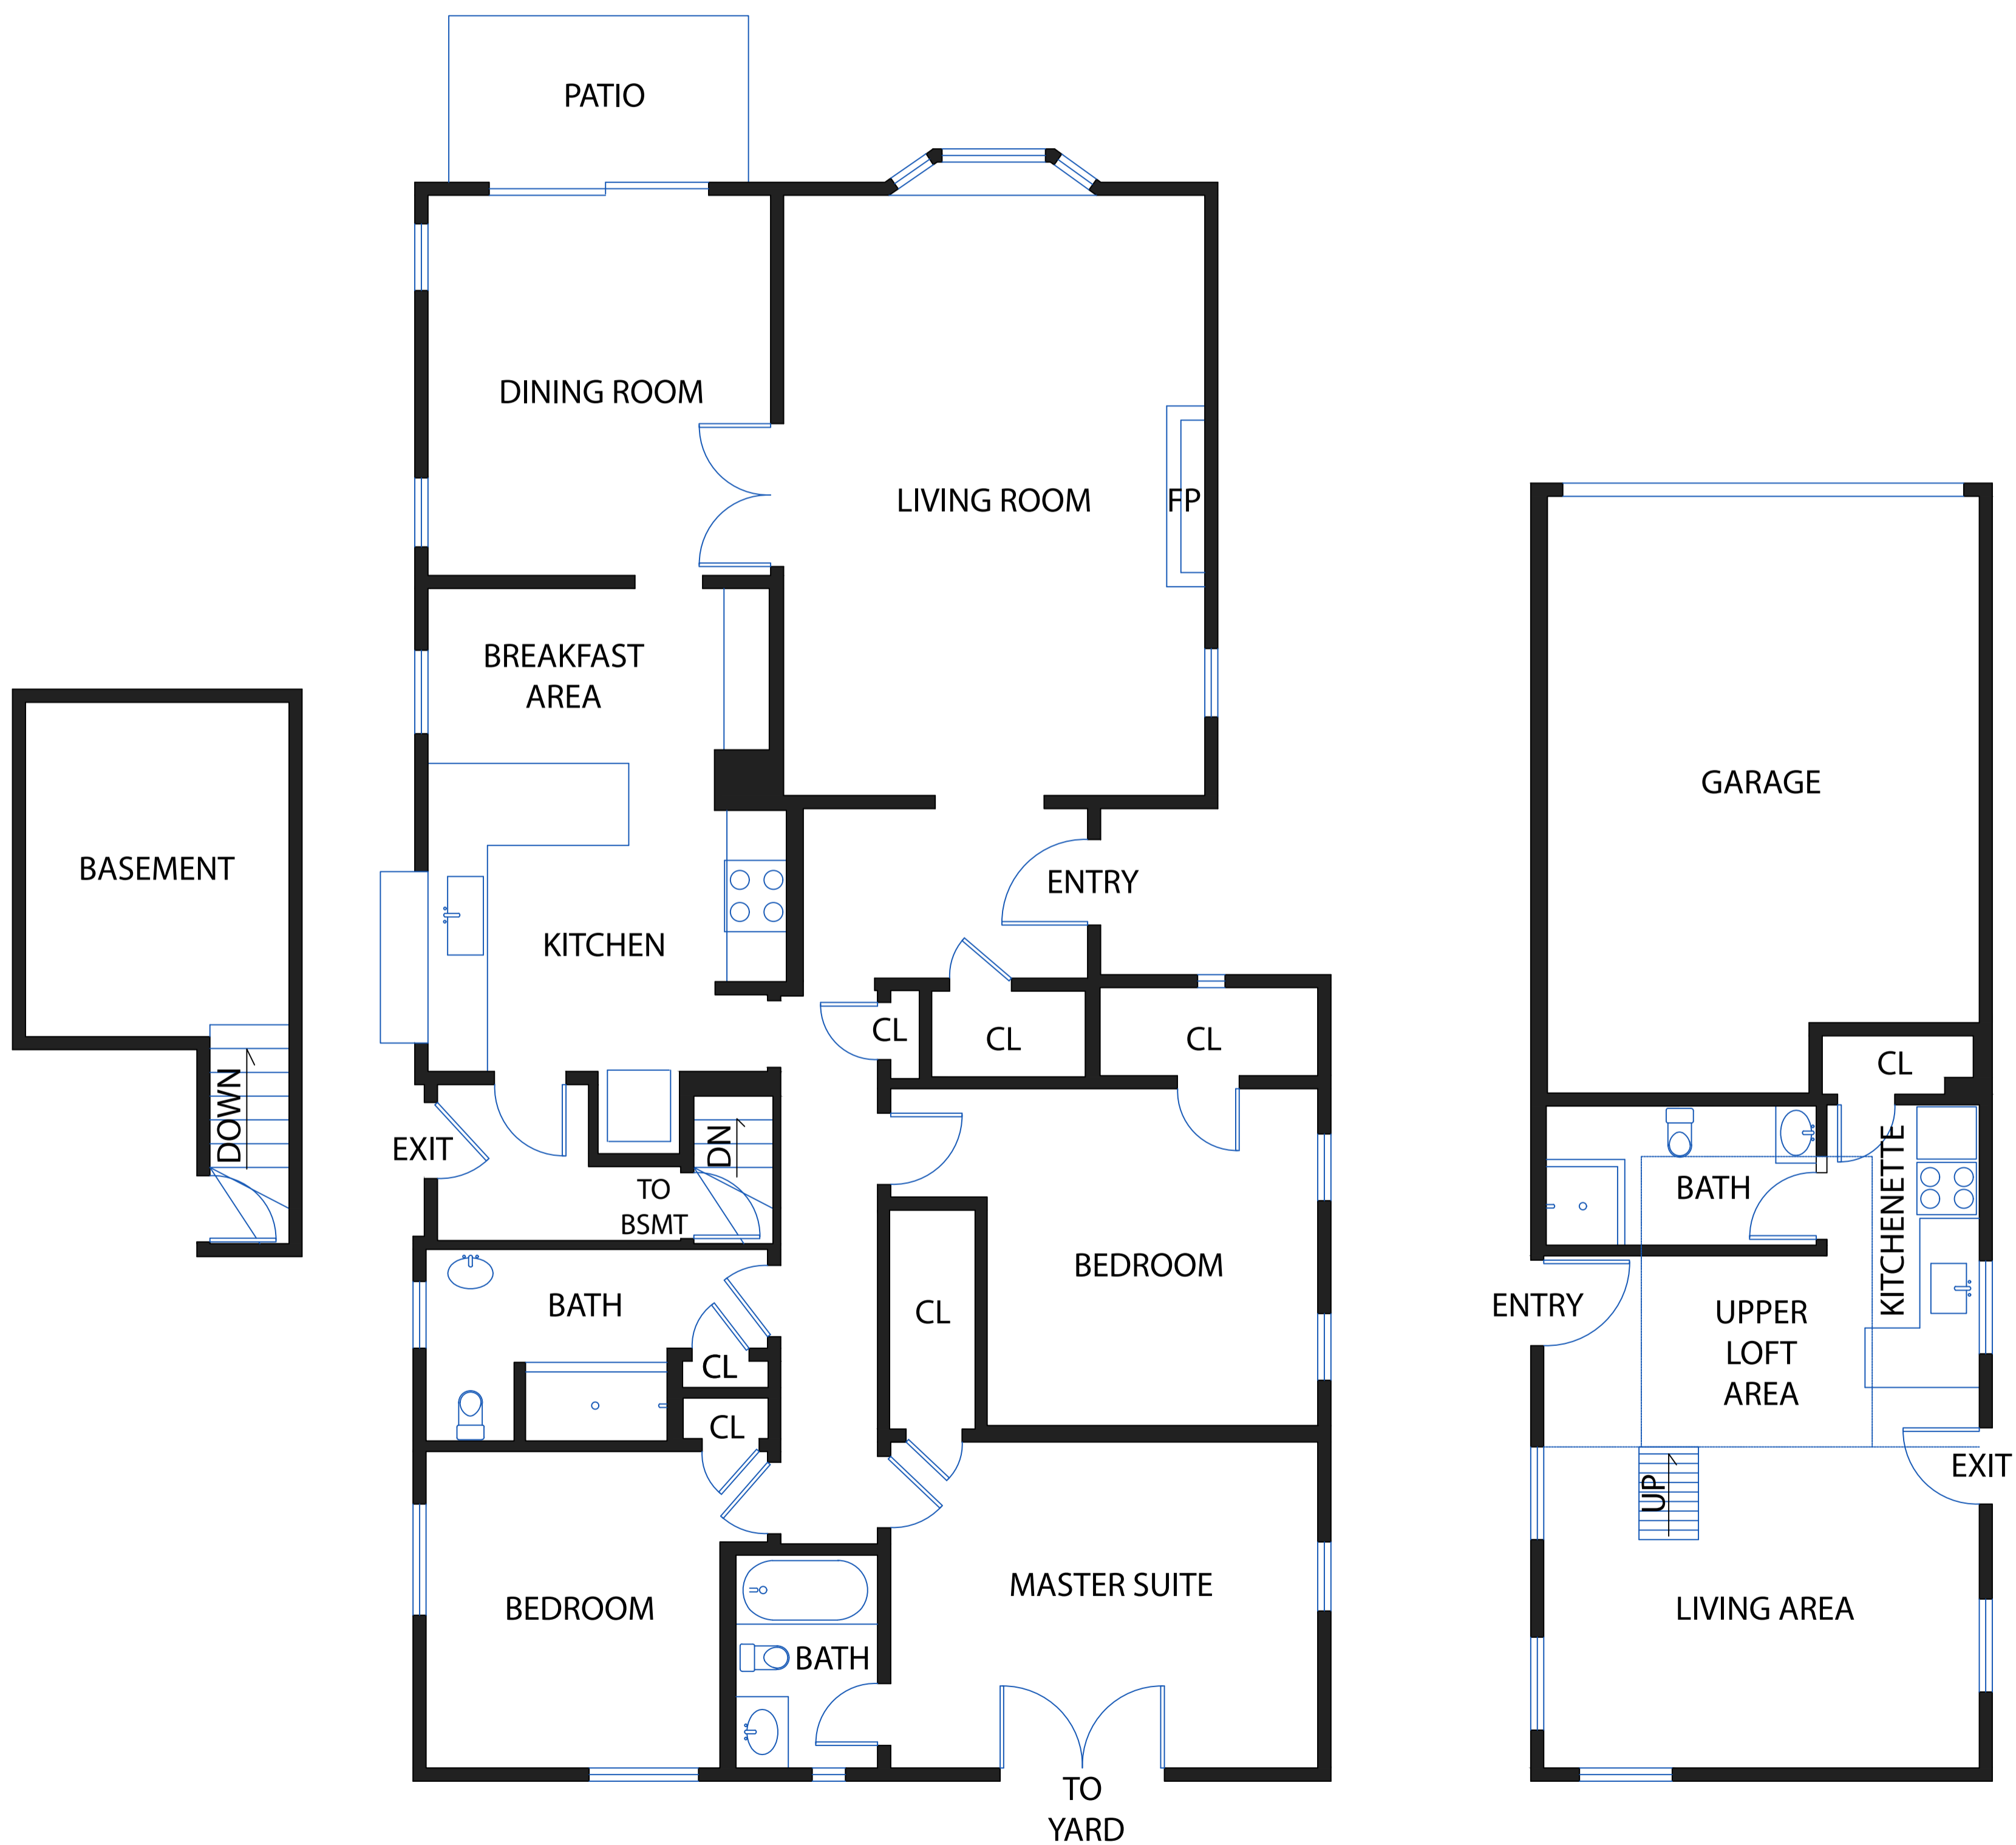 PATIO
DINING ROOM
LIVING ROOM
FP
BREAKFAST
AREA
KITCHEN
ENTRY
CL
CL
CL
EXIT
DN
TO
BSMT
BATH
CL
CL
CL
BEDROOM
BEDROOM
BATH
MASTER SUITE
TO
YARD
BASEMENT
DOWN
GARAGE
CL
BATH
KITCHENETTE
ENTRY
UPPER
LOFT
AREA
EXIT
UP
LIVING AREA